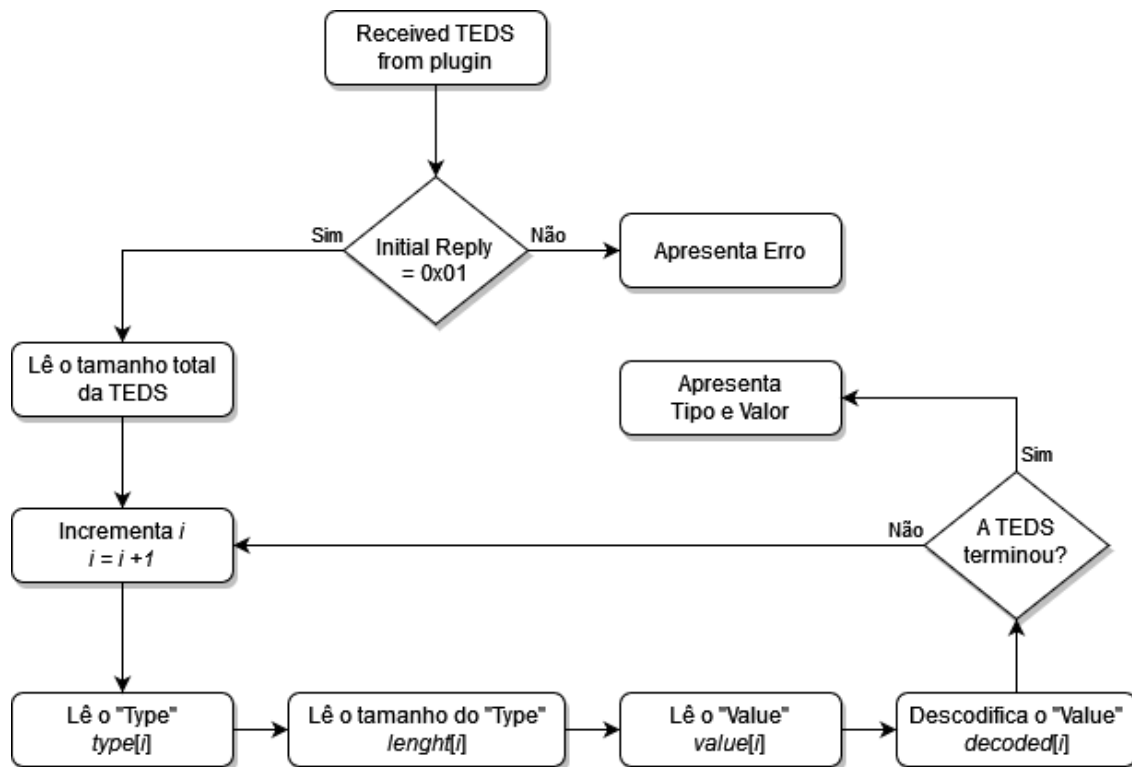 Received TEDS
from plugin
Sim
Initial Reply
= 0x01
Não
Apresenta Erro
Lê o tamanho total
da TEDS
Apresenta
Tipo e Valor
Sim
Incrementa i
i = i +1
Não
A TEDS
terminou?
Lê o "Type"
type[i]
Lê o tamanho do "Type"
lenght[i]
Lê o "Value"
value[i]
Descodifica o "Value"
decoded[i]